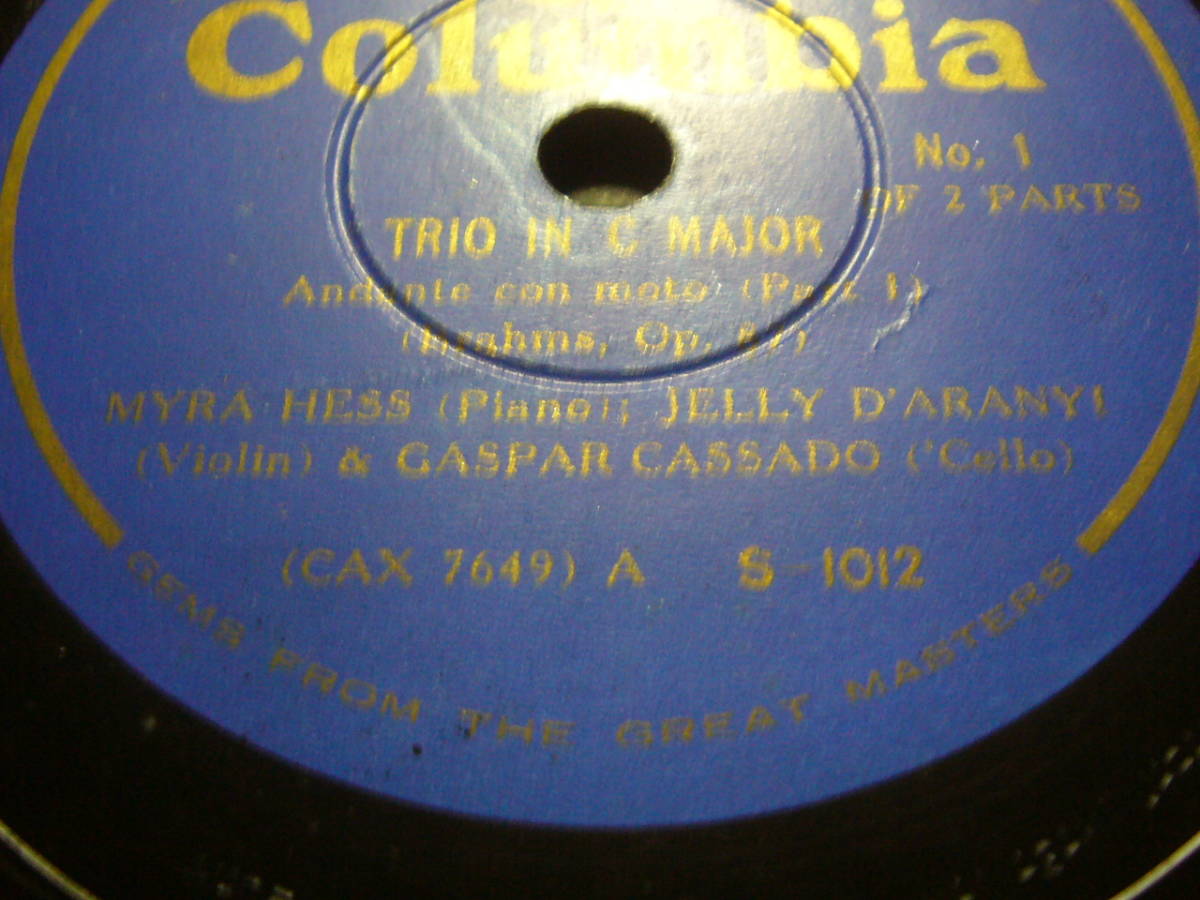 Columbia
No. 1
OF 2 PARTS
TRIO IN C MAJOR
Andante con moto (Part 1)
(Brahms, Op. 87)
MYRA HESS (Piano); JELLY D'ARANYI
(Violin) & GASPAR CASSADO ('Cello)
(CAX 7649) A S-1012
GEMS FROM THE GREAT MASTERS